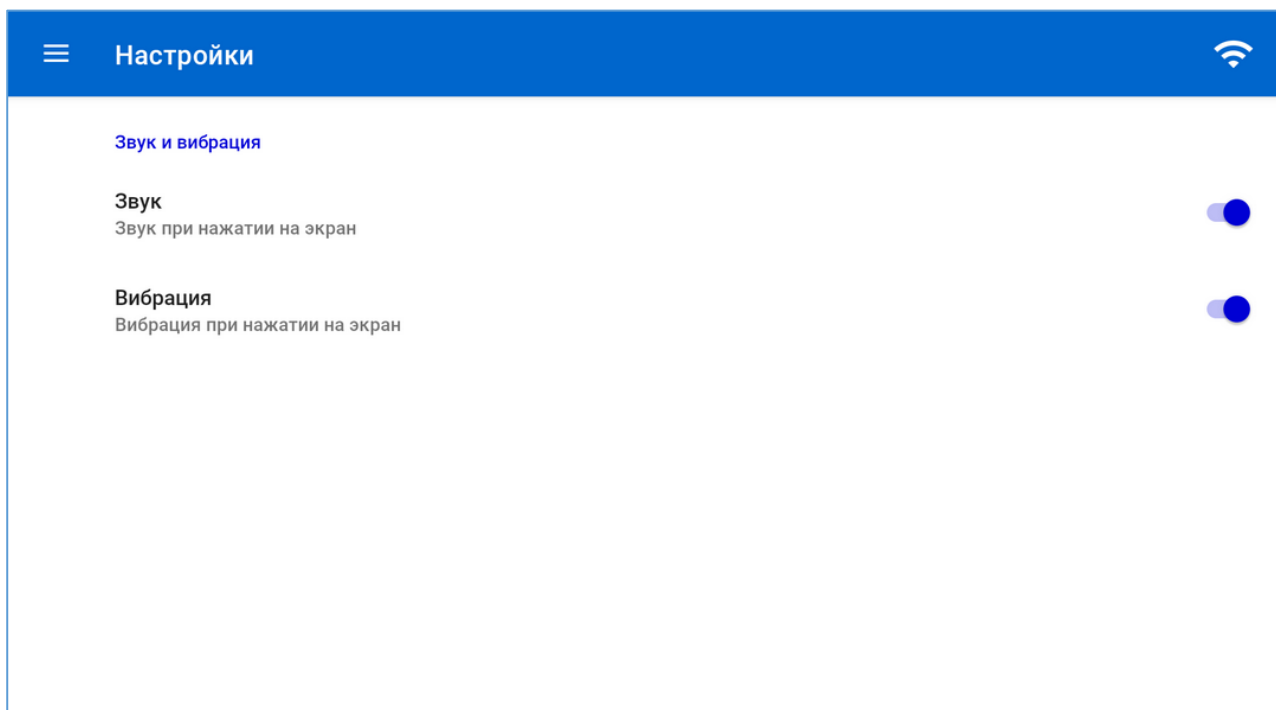 Настройки
Звук и вибрация
Звук
Звук при нажатии на экран
Вибрация
Вибрация при нажатии на экран